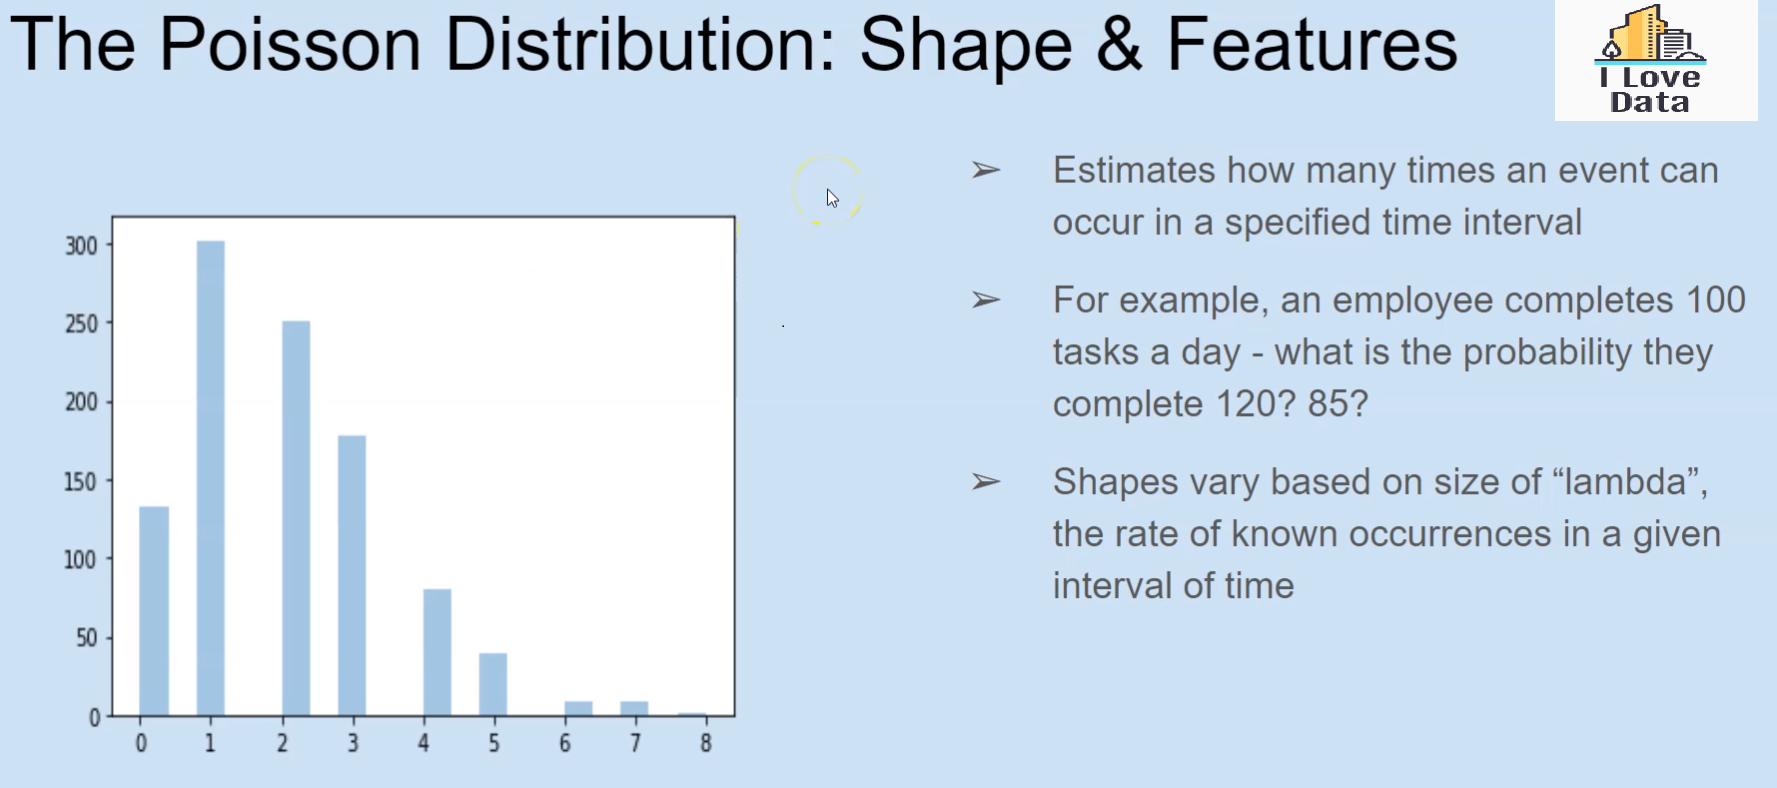 The Poisson Distribution: Shape & Features
I Love
Data
➢ Estimates how many times an event can
occur in a specified time interval
➢ For example, an employee completes 100
tasks a day - what is the probability they
complete 120? 85?
➢ Shapes vary based on size of “lambda”,
the rate of known occurrences in a given
interval of time
300
250
200
150
100
50
0
0 1 2 3 4 5 6 7 8